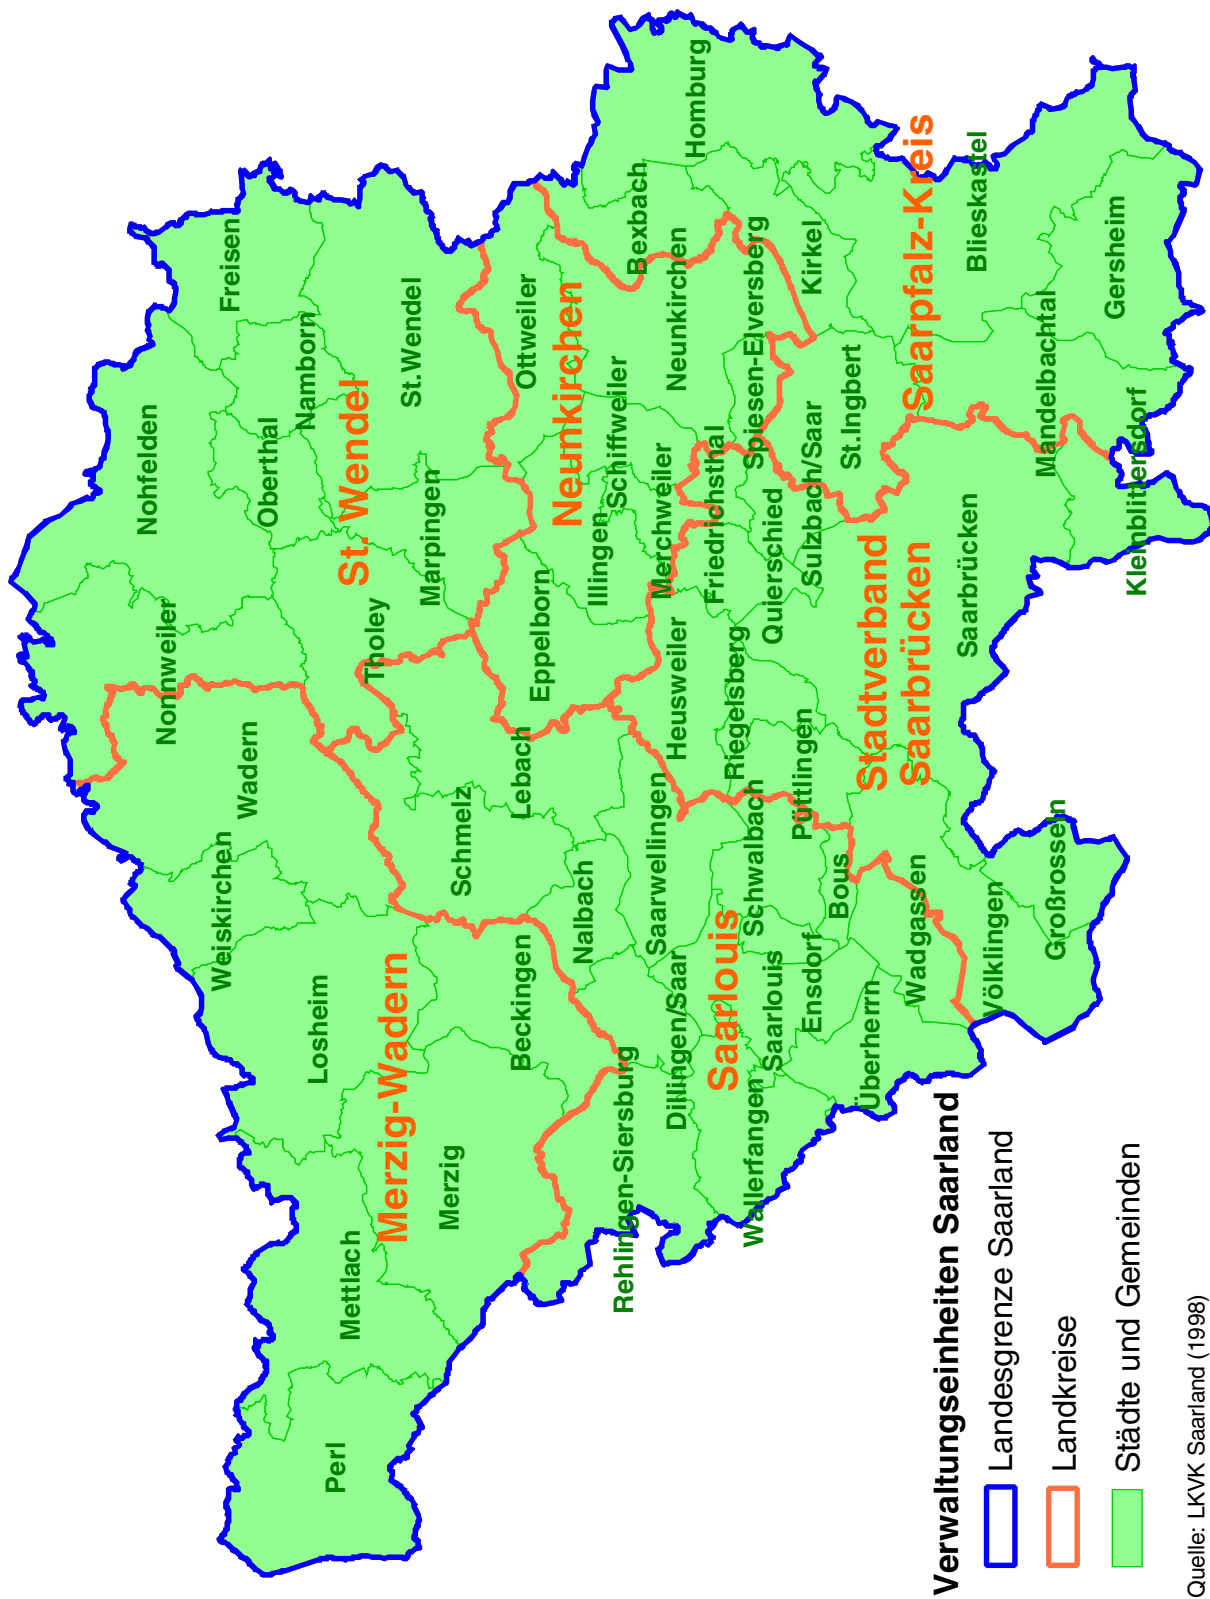 Nohfelden
Freisen
Nonnweiler
Oberthal
Namborn
Wadern
Weiskirchen
St. Wendel
St.Wendel
Tholey
Marpingen
Losheim
Merzig-Wadern
Mettlach
Perl
Merzig
Schmelz
Lebach
Beckingen
Eppelborn
Ottweiler
Neunkirchen
Illingen
Schiffweiler
Neunkirchen
Bexbach
Homburg
Merchweiler
Spiesen-Elversberg
Nalbach
Saarwellingen
Heusweiler
Friedrichsthal
Rehlingen-Siersburg
Dillingen/Saar
Saarlouis
Schwalbach
Riegelsberg
Quierschied
Sulzbach/Saar
Kirkel
St.Ingbert
Saarpfalz-Kreis
Blieskastel
Wallerfangen
Saarlouis
Ensdorf
Bous
Püttlingen
Stadtverband
Saarbrücken
Saarbrücken
Mandelbachtal
Gersheim
Überherrn
Wadgassen
Völklingen
Großrosseln
Kleinblittersdorf
Verwaltungseinheiten Saarland
Landesgrenze Saarland
Landkreise
Städte und Gemeinden
Quelle: LKVK Saarland (1998)